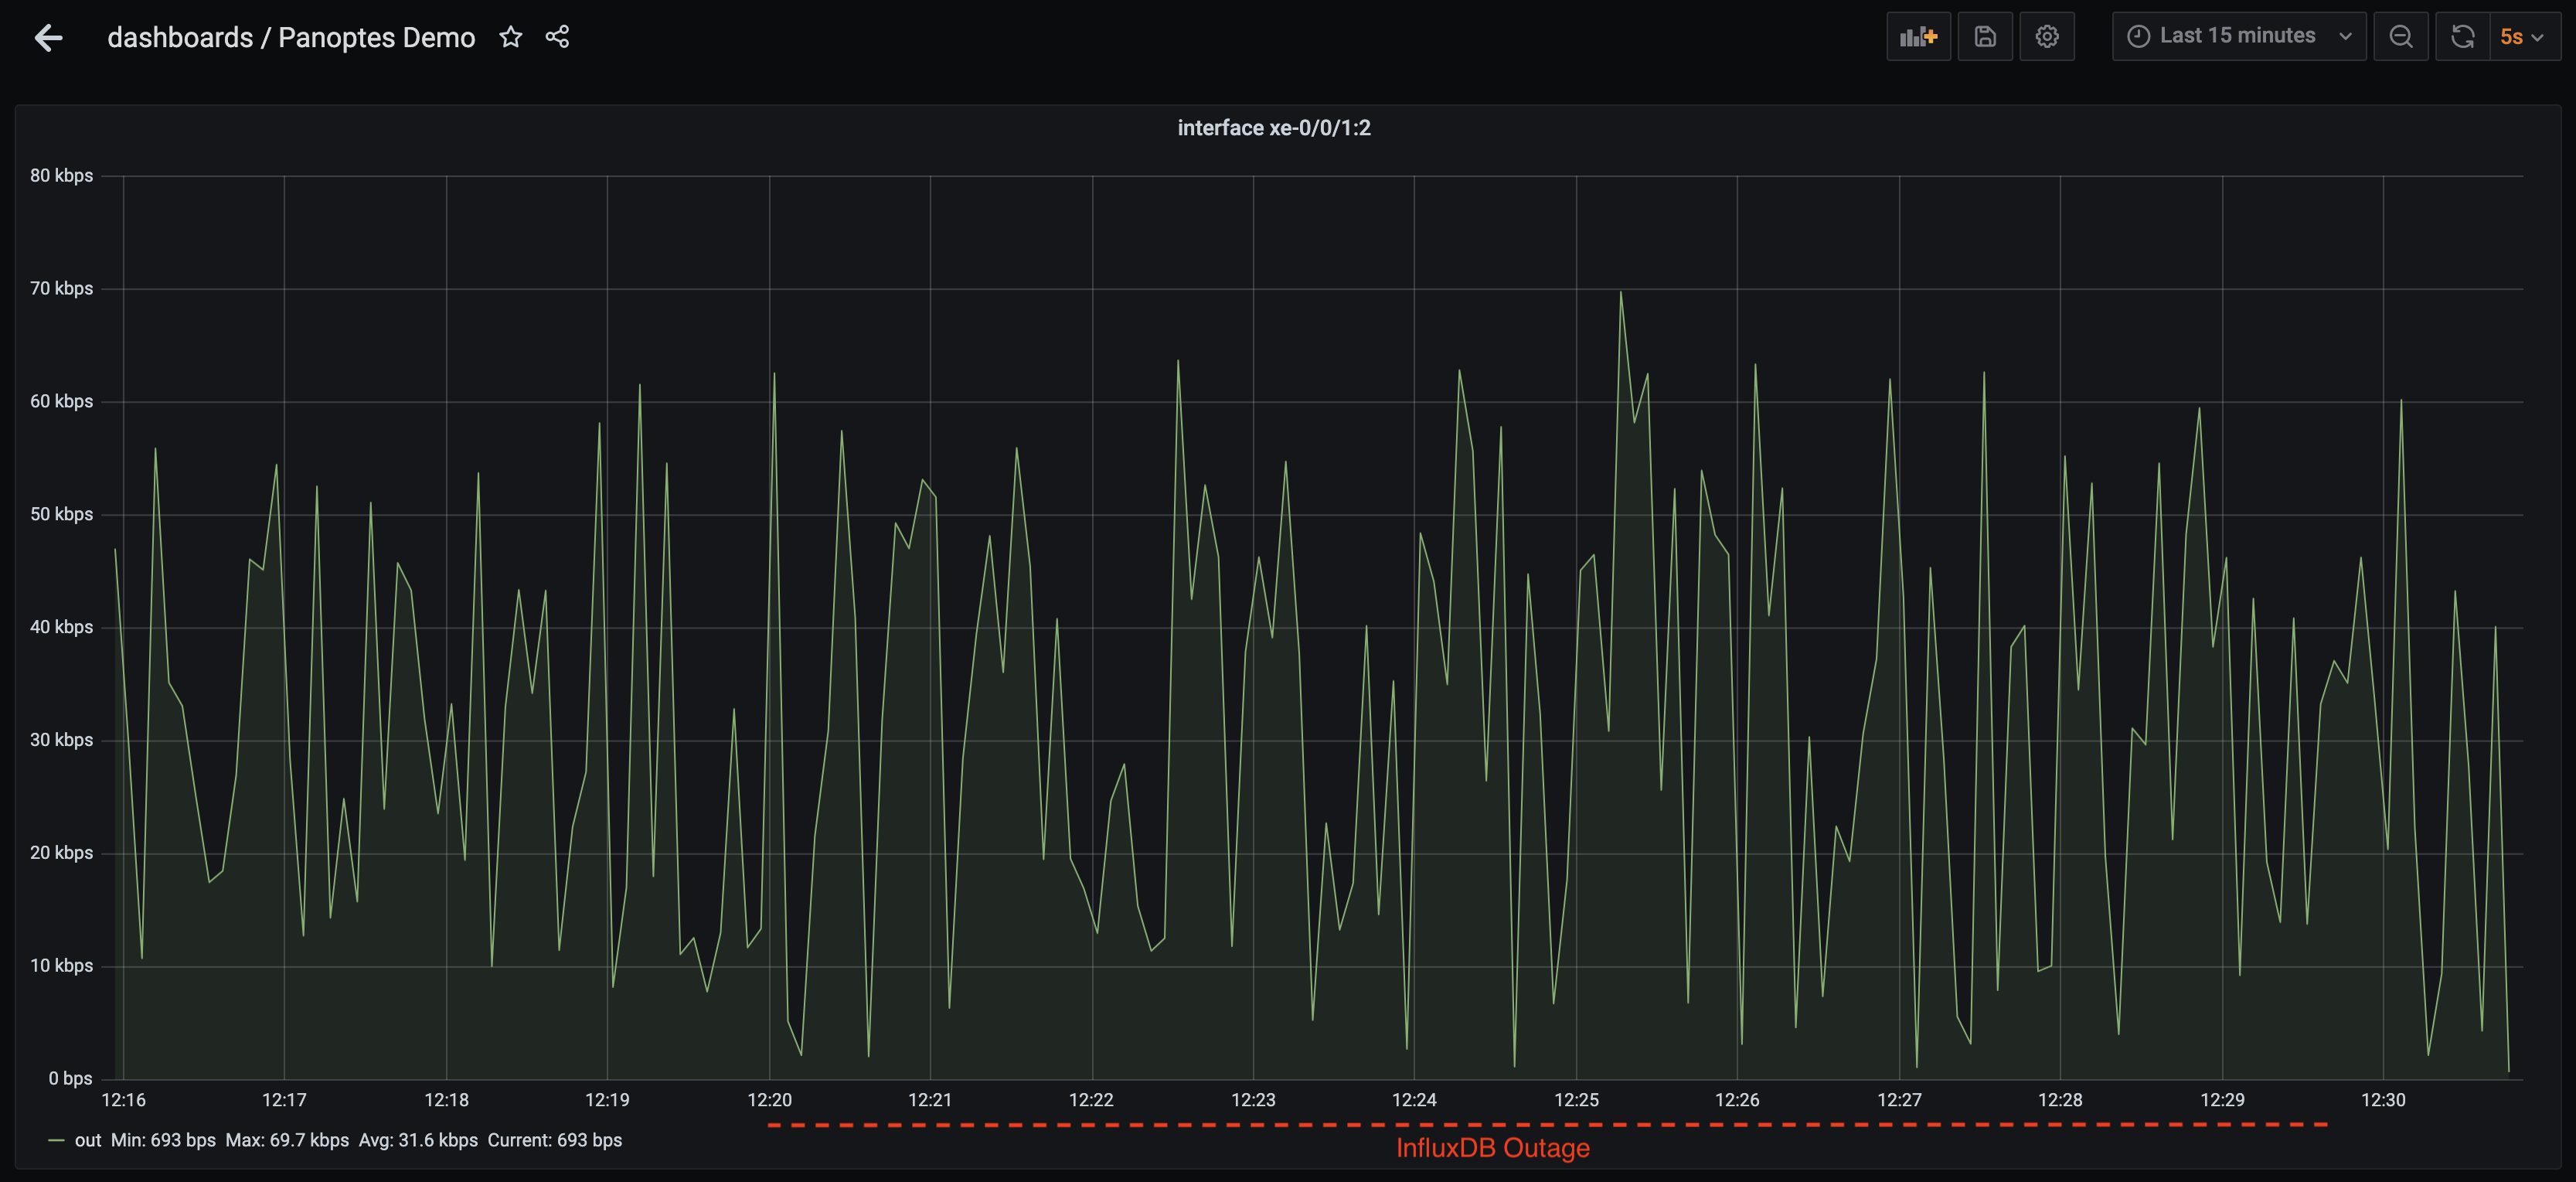 dashboards / Panoptes Demo
Last 15 minutes
5s
interface xe-0/0/1:2
80 kbps
70 kbps
60 kbps
50 kbps
40 kbps
30 kbps
20 kbps
10 kbps
0 bps
12:16 12:17 12:18 12:19 12:20 12:21 12:22 12:23 12:24 12:25 12:26 12:27 12:28 12:29 12:30
out Min: 693 bps Max: 69.7 kbps Avg: 31.6 kbps Current: 693 bps
InfluxDB Outage